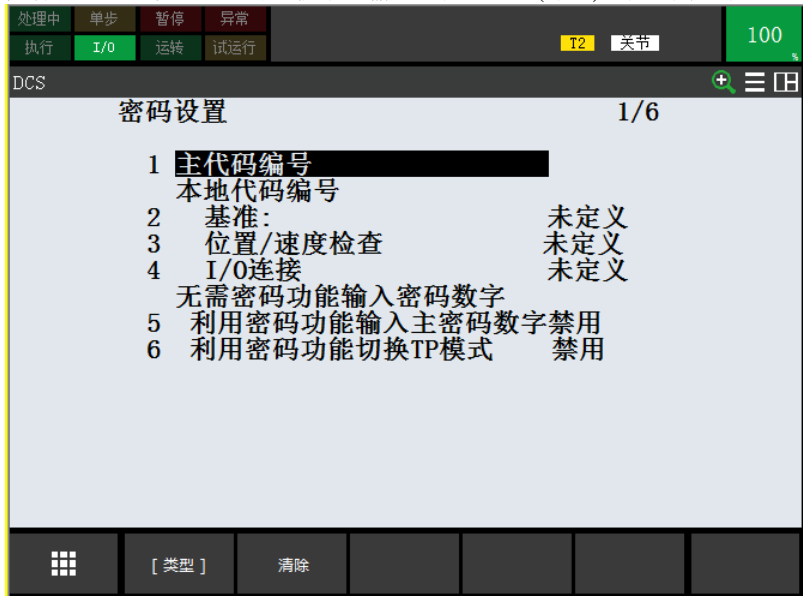 处理中 单步 暂停 异常
执行 I/O 运转 试运行 T2 关节 100 %
DCS
密码设置 1/6
1 主代码编号
本地代码编号
2 基准: 未定义
3 位置/速度检查 未定义
4 I/O连接 未定义
无需密码功能输入密码数字
5 利用密码功能输入主密码数字禁用
6 利用密码功能切换TP模式 禁用
[ 类型 ] 清除